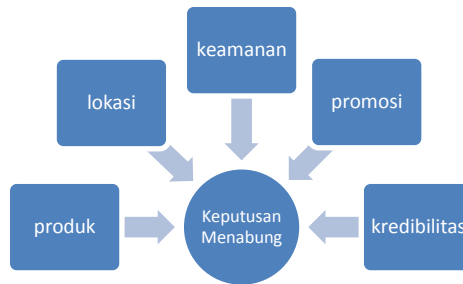 keamanan
lokasi
promosi
produk
Keputusan
Menabung
kredibilitas